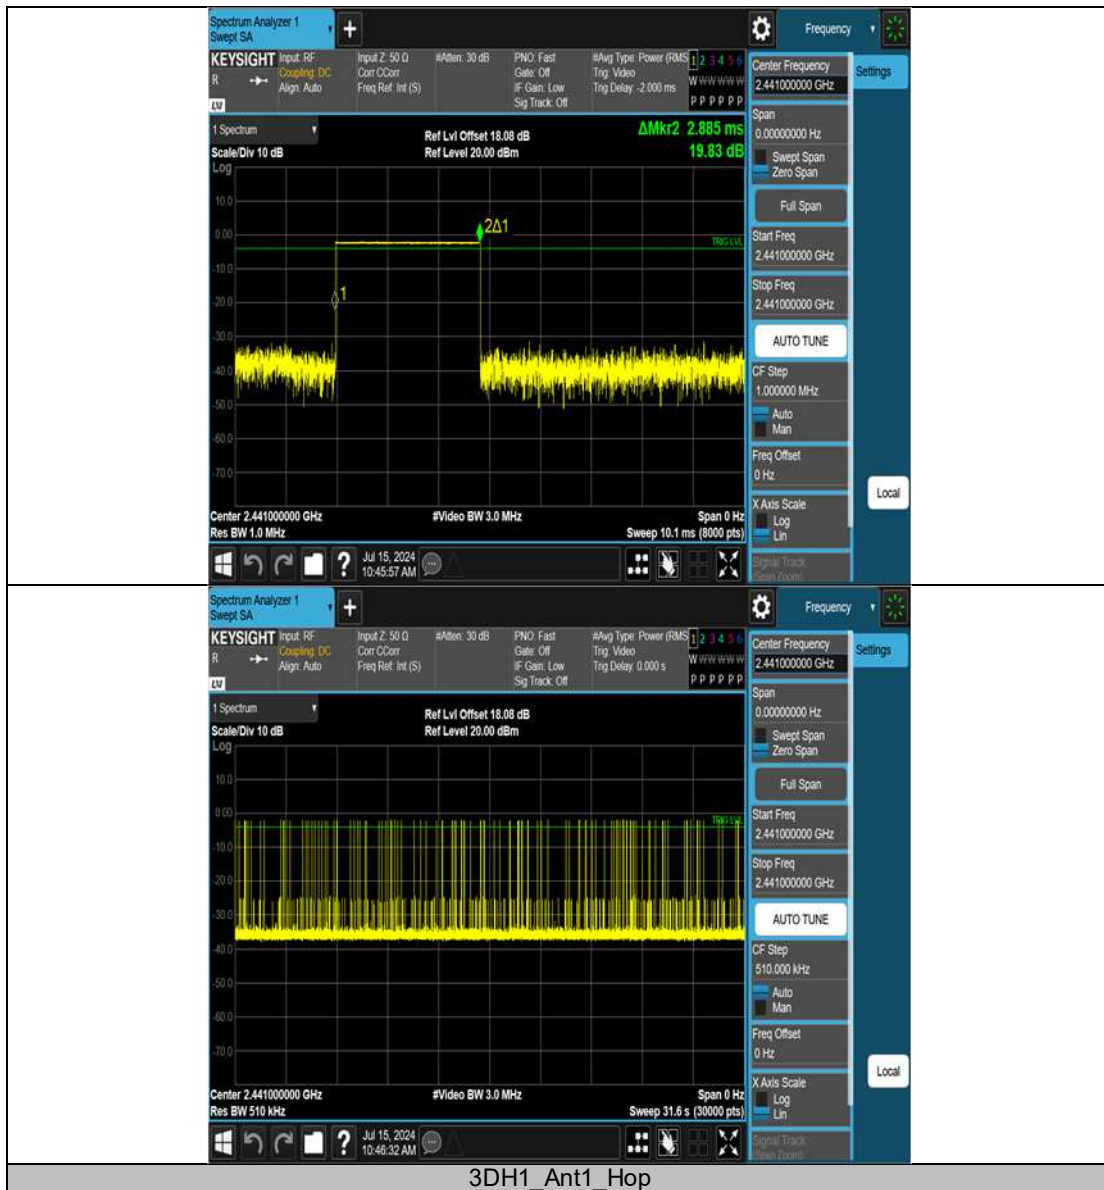 Spectrum Analyzer 1
Swept SA
+
Frequency
KEYSIGHT
R
LXI
Input: RF
Coupling: DC
Align: Auto
Input Z: 50 Ω
Corr CCorr
Freq Ref: Int (S)
#Atten: 30 dB
PNO: Fast
Gate: Off
IF Gain: Low
Sig Track: Off
#Avg Type: Power (RMS
Trig: Video
Trig Delay: -2.000 ms
1 2 3 4 5 6
W W W W W W
P P P P P P
Center Frequency
2.441000000 GHz
Settings
1 Spectrum
Scale/Div 10 dB
Log
Ref Lvl Offset 18.08 dB
Ref Level 20.00 dBm
ΔMkr2 2.885 ms
19.83 dB
10.0
0.00
-10.0
-20.0
-30.0
-40.0
-50.0
-60.0
-70.0
2Δ1
1
TRIG LVL
Span
0.00000000 Hz
Swept Span
Zero Span
Full Span
Start Freq
2.441000000 GHz
Stop Freq
2.441000000 GHz
AUTO TUNE
CF Step
1.000000 MHz
Auto
Man
Freq Offset
0 Hz
X Axis Scale
Log
Lin
Signal Track
(Span Zoom)
Local
Center 2.441000000 GHz
Res BW 1.0 MHz
#Video BW 3.0 MHz
Span 0 Hz
Sweep 10.1 ms (8000 pts)
?
Jul 15, 2024
10:45:57 AM
Spectrum Analyzer 1
Swept SA
+
Frequency
KEYSIGHT
R
LXI
Input: RF
Coupling: DC
Align: Auto
Input Z: 50 Ω
Corr CCorr
Freq Ref: Int (S)
#Atten: 30 dB
PNO: Fast
Gate: Off
IF Gain: Low
Sig Track: Off
#Avg Type: Power (RMS
Trig: Video
Trig Delay: 0.000 s
1 2 3 4 5 6
W W W W W W
P P P P P P
Center Frequency
2.441000000 GHz
Settings
1 Spectrum
Scale/Div 10 dB
Log
Ref Lvl Offset 18.08 dB
Ref Level 20.00 dBm
10.0
0.00
-10.0
-20.0
-30.0
-40.0
-50.0
-60.0
-70.0
TRIG LVL
Span
0.00000000 Hz
Swept Span
Zero Span
Full Span
Start Freq
2.441000000 GHz
Stop Freq
2.441000000 GHz
AUTO TUNE
CF Step
510.000 kHz
Auto
Man
Freq Offset
0 Hz
X Axis Scale
Log
Lin
Signal Track
(Span Zoom)
Local
Center 2.441000000 GHz
Res BW 510 kHz
#Video BW 3.0 MHz
Span 0 Hz
Sweep 31.6 s (30000 pts)
?
Jul 15, 2024
10:46:32 AM
3DH1_Ant1_Hop